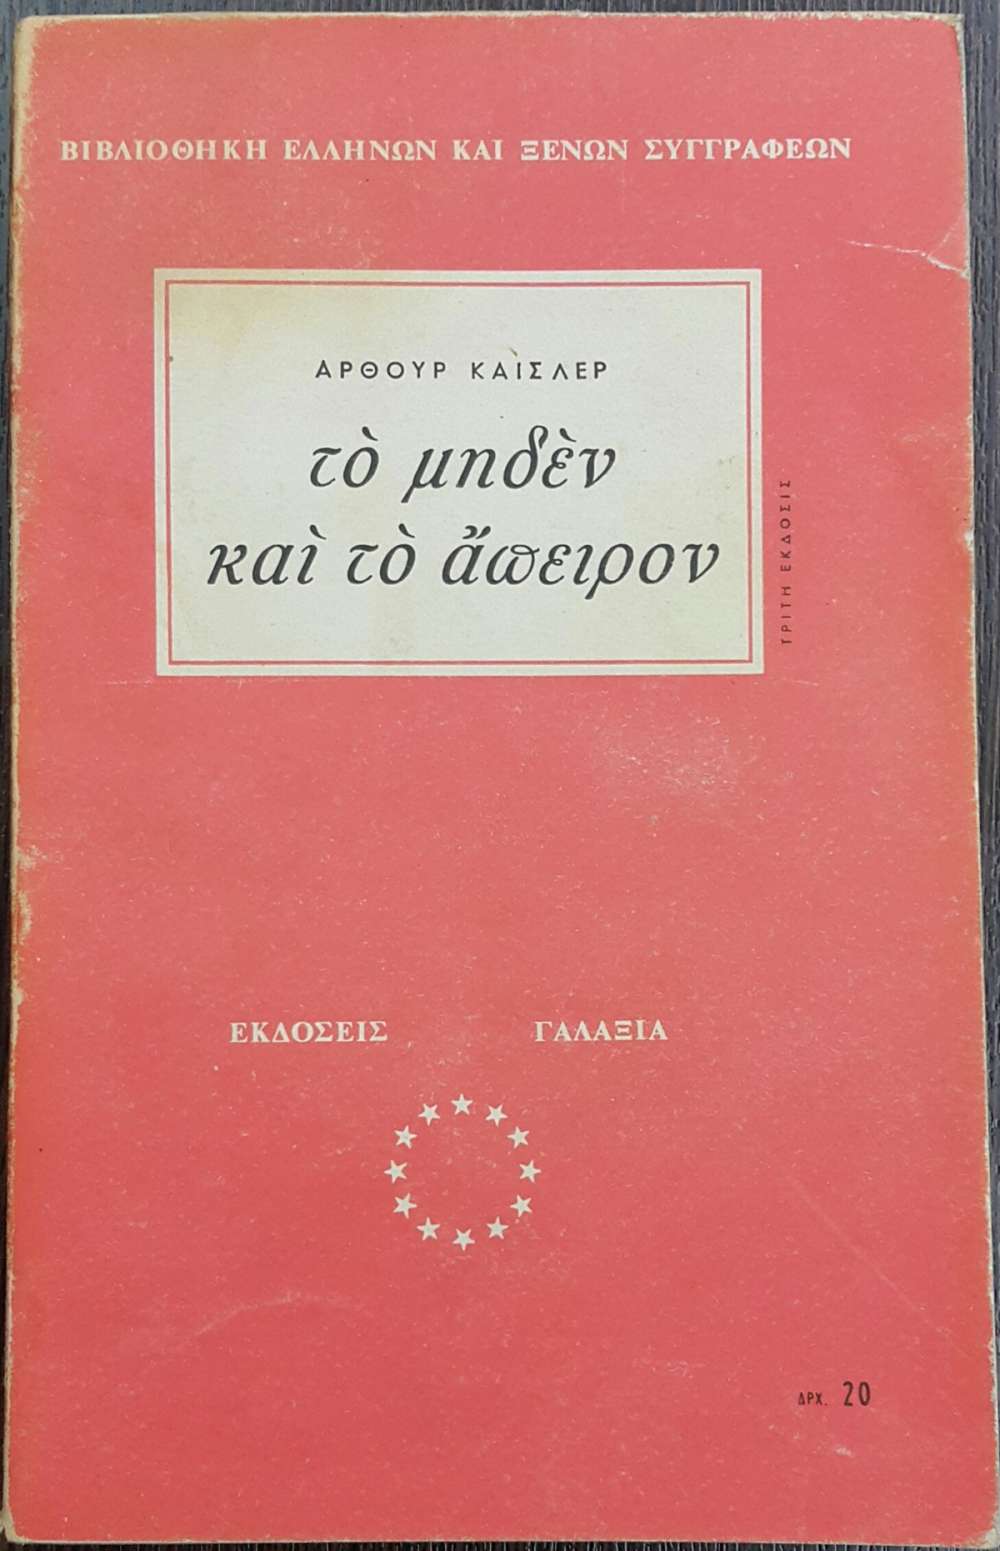 ΒΙΒΛΙΟΘΗΚΗ ΕΛΛΗΝΩΝ ΚΑΙ ΞΕΝΩΝ ΣΥΓΓΡΑΦΕΩΝ
ΑΡΘΟΥΡ ΚΑΙΣΛΕΡ
τὸ μηδὲν
καὶ τὸ ἄπειρον
ΤΡΙΤΗ ΕΚΔΟΣΙΣ
ΕΚΔΟΣΕΙΣ ΓΑΛΑΞΙΑ
ΔΡΧ. 20